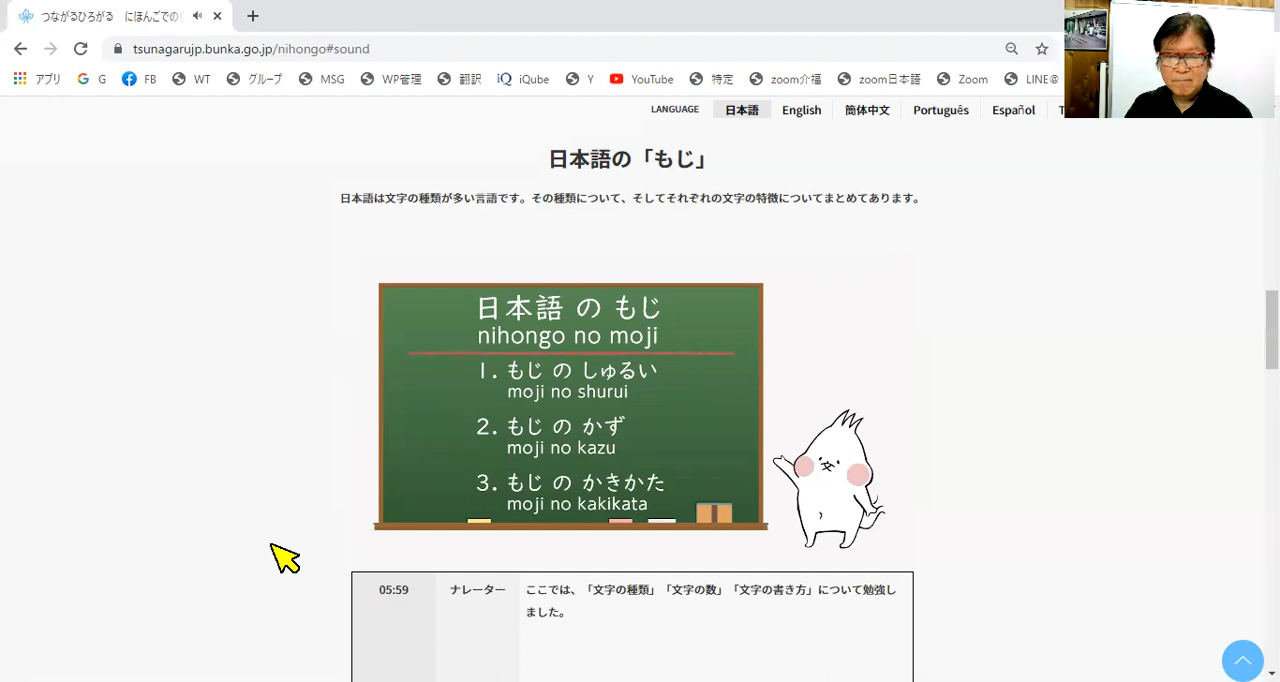 つながるひろがる にほんごでの
tsunagarujp.bunka.go.jp/nihongo#sound
アプリ G FB WT グループ MSG WP管理 翻訳 iQube Y YouTube 特定 zoom介福 zoom日本語 Zoom LINE@
LANGUAGE 日本語 English 简体中文 Português Español
日本語の「もじ」
日本語は文字の種類が多い言語です。その種類について、そしてそれぞれの文字の特徴についてまとめてあります。
日本語 の もじ
nihongo no moji
1. もじ の しゅるい
moji no shurui
2. もじ の かず
moji no kazu
3. もじ の かきかた
moji no kakikata
05:59 ナレーター ここでは、「文字の種類」「文字の数」「文字の書き方」について勉強し
ました。